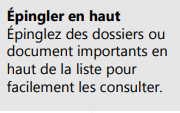 Épingler en haut
Épinglez des dossiers ou
document importants en
haut de la liste pour
facilement les consulter.